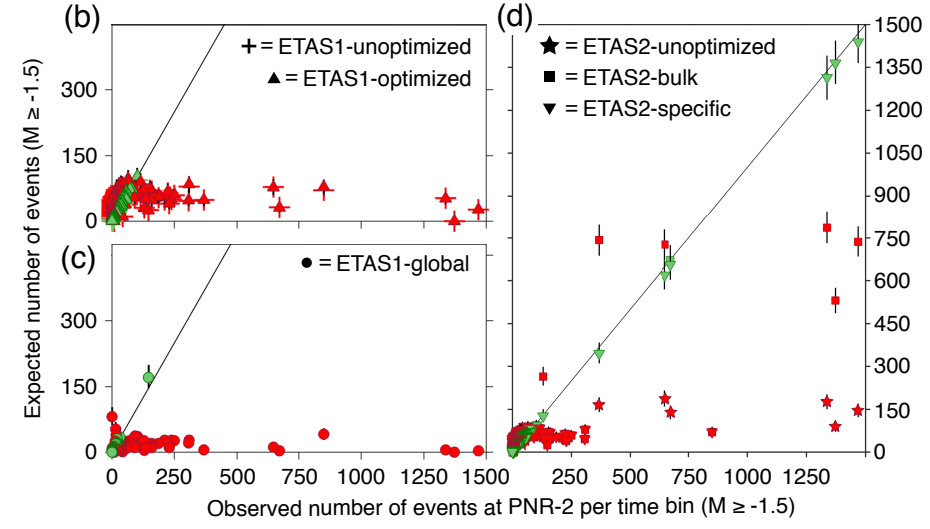 (b)
+ = ETAS1-unoptimized
▲ = ETAS1-optimized
300
150
0
(c)
● = ETAS1-global
300
150
0
0 250 500 750 1000 1250 1500
Expected number of events (M ≥ -1.5)
(d)
★ = ETAS2-unoptimized
■ = ETAS2-bulk
▼ = ETAS2-specific
1500
1350
1200
1050
900
750
600
450
300
150
0
0 250 500 750 1000 1250
Observed number of events at PNR-2 per time bin (M ≥ -1.5)